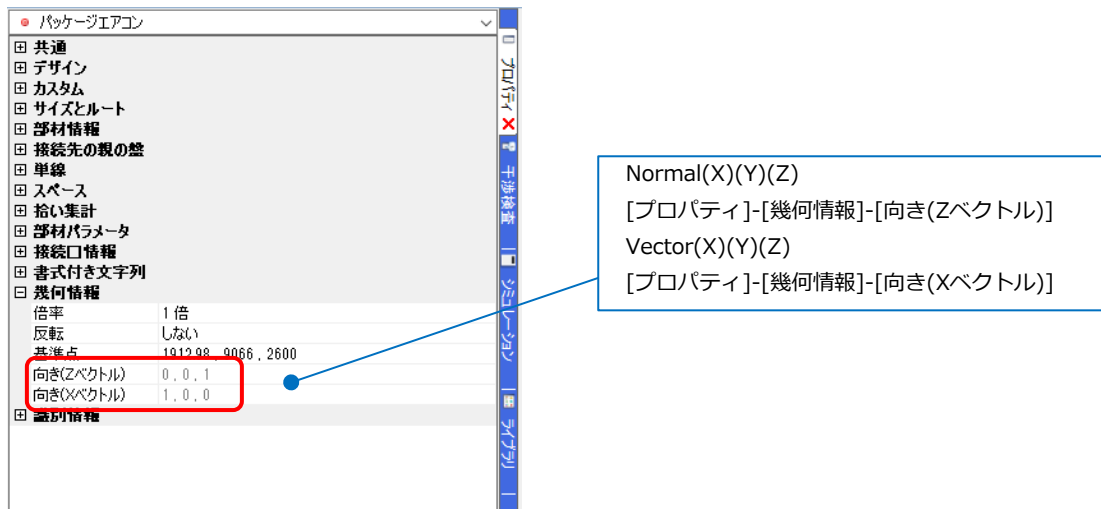 パッケージエアコン
共通
デザイン
カスタム
サイズとルート
部材情報
接続先の親の盤
単線
スペース
拾い集計
部材パラメータ
接続口情報
書式付き文字列
幾何情報
倍率 1 倍
反転 しない
基準点 1912.98 , 9066 , 2600
向き(Zベクトル) 0 , 0 , 1
向き(Xベクトル) 1 , 0 , 0
識別情報
プロパティ
干渉検査
シミュレーション
ライブラリ
Normal(X)(Y)(Z)
[プロパティ]-[幾何情報]-[向き(Zベクトル)]
Vector(X)(Y)(Z)
[プロパティ]-[幾何情報]-[向き(Xベクトル)]